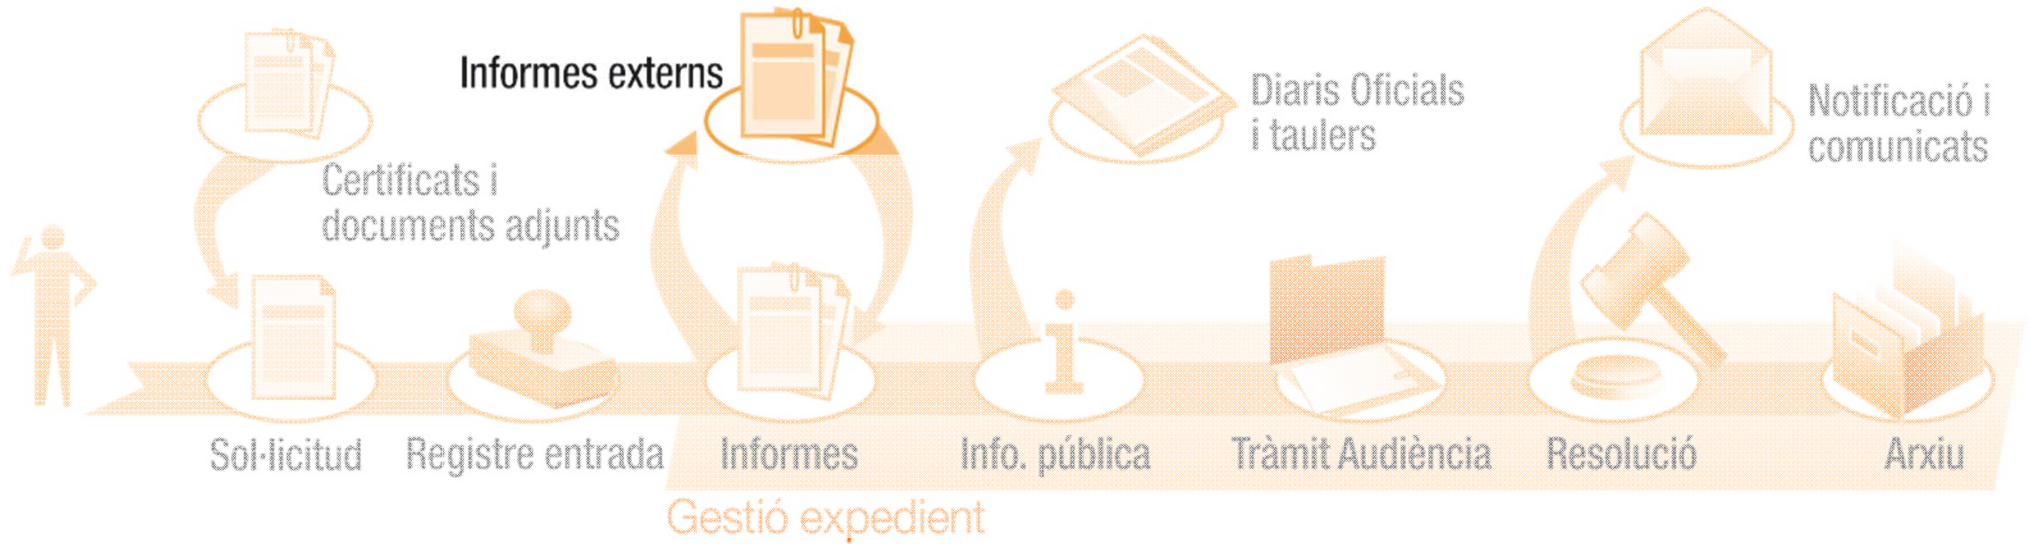 Informes externs
Diaris Oficials
i taulers
Notificació i
comunicats
Certificats i
documents adjunts
Sol·licitud
Registre entrada
Informes
Info. pública
Tràmit Audiència
Resolució
Arxiu
Gestió expedient